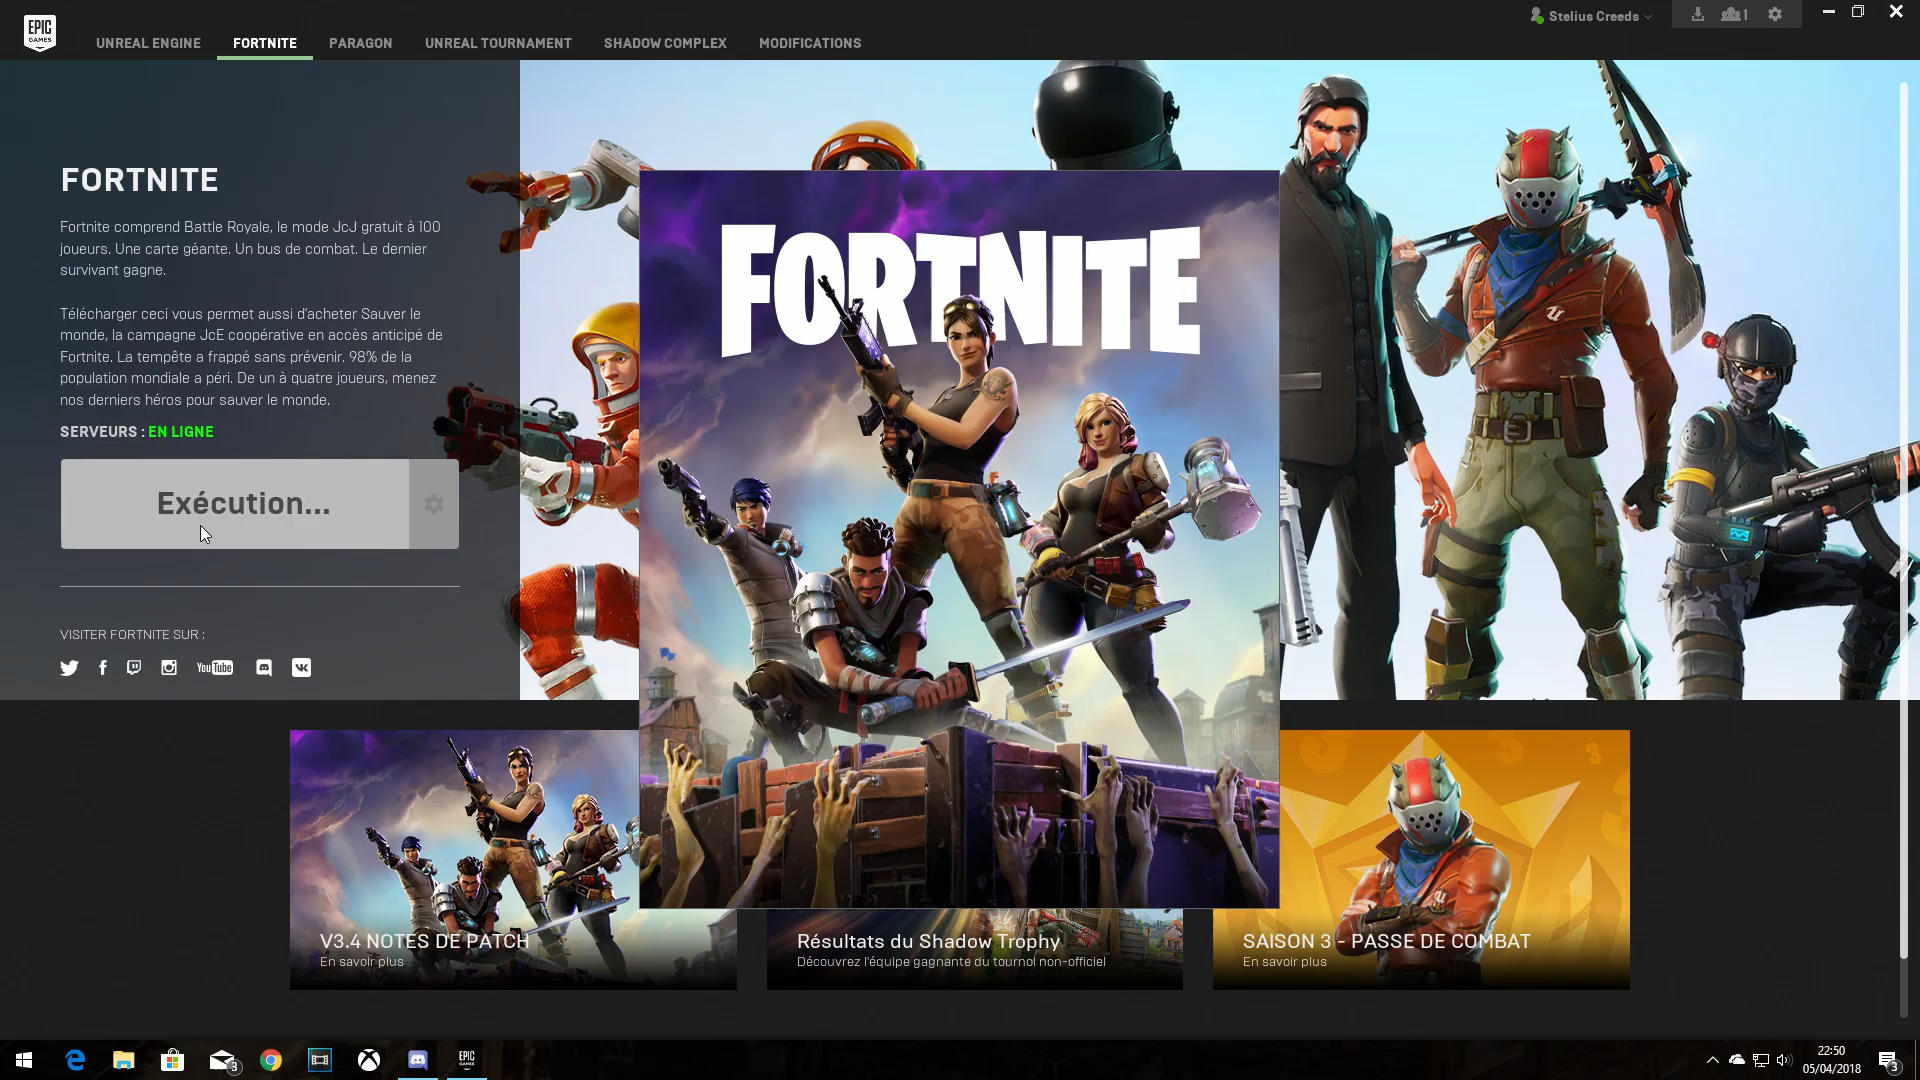 EPIC
GAMES
UNREAL ENGINE
FORTNITE
PARAGON
UNREAL TOURNAMENT
SHADOW COMPLEX
MODIFICATIONS
Stelius Creeds
1
FORTNITE
Fortnite comprend Battle Royale, le mode JcJ gratuit à 100
joueurs. Une carte géante. Un bus de combat. Le dernier
survivant gagne.
Télécharger ceci vous permet aussi d'acheter Sauver le
monde, la campagne JcE coopérative en accès anticipé de
Fortnite. La tempête a frappé sans prévenir. 98% de la
population mondiale a péri. De un à quatre joueurs, menez
nos derniers héros pour sauver le monde.
SERVEURS : EN LIGNE
Exécution...
VISITER FORTNITE SUR :
YouTube
FORTNITE
V3.4 NOTES DE PATCH
En savoir plus
Résultats du Shadow Trophy
Découvrez l'équipe gagnante du tournoi non-officiel
SAISON 3 - PASSE DE COMBAT
En savoir plus
3
EPIC
GAMES
22:50
05/04/2018
3